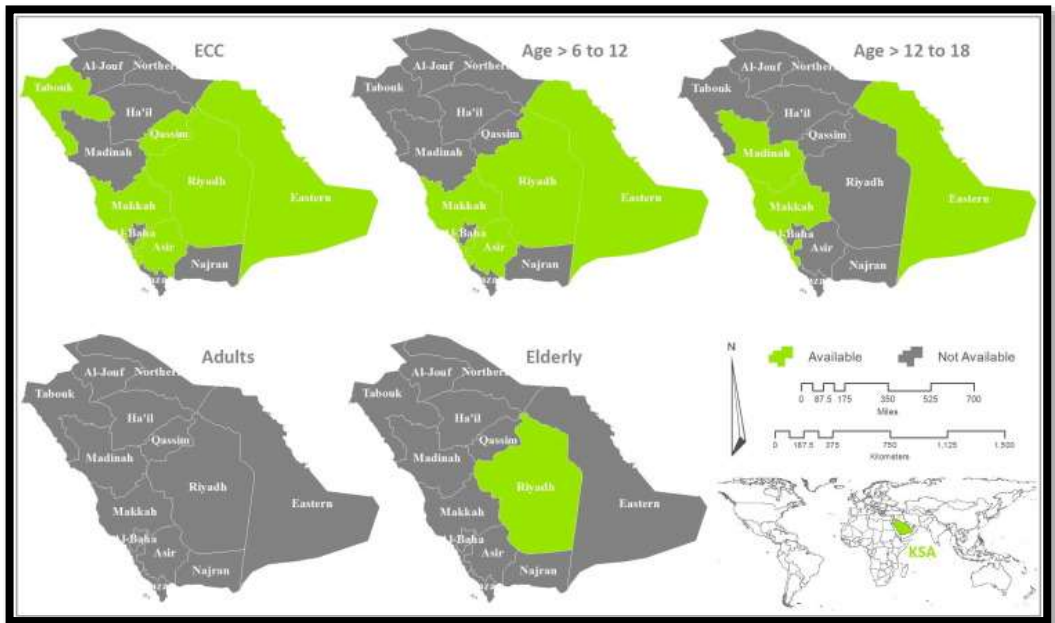 ECC
Al-Jouf Northern
Tabouk
Ha'il
Qassim
Madinah
Riyadh
Makkah
Eastern
Al-Baha
Asir
Najran
Age > 6 to 12
Al-Jouf Northern
Tabouk
Ha'il
Qassim
Madinah
Riyadh
Makkah
Eastern
Al-Baha
Asir
Najran
Age > 12 to 18
Al-Jouf Northern
Tabouk
Ha'il
Qassim
Madinah
Riyadh
Makkah
Eastern
Al-Baha
Asir
Najran
Adults
Al-Jouf Northern
Tabouk
Ha'il
Qassim
Madinah
Riyadh
Makkah
Eastern
Al-Baha
Asir
Najran
Elderly
Al-Jouf Northern
Tabouk
Ha'il
Qassim
Madinah
Riyadh
Makkah
Eastern
Al-Baha
Asir
Najran
N
Available Not Available
0 87.5 175 350 525 700
Miles
0 187.5 375 750 1,125 1,500
Kilometers
KSA